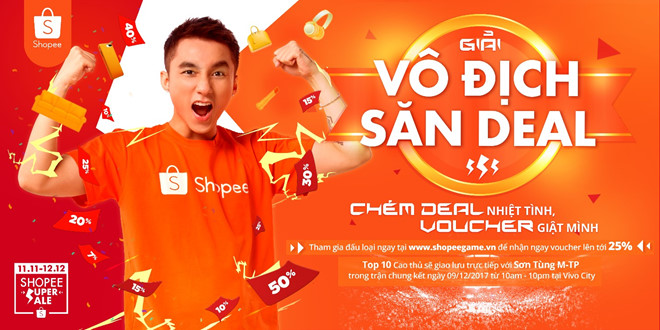 Shopee
40%
GIẢI
VÔ ĐỊCH
SĂN DEAL
15%
25%
30%
Shopee
CHÉM DEAL NHIỆT TÌNH,
VOUCHER GIẬT MÌNH
20%
Tham gia đấu loại ngay tại www.shopeegame.vn để nhận ngay voucher lên tới 25%
7%
50%
Top 10 Cao thủ sẽ giao lưu trực tiếp với Sơn Tùng M-TP
trong trận chung kết ngày 09/12/2017 từ 10am - 10pm tại Vivo City
11.11-12.12
SHOPEE
SUPER
SALE
15%
10%